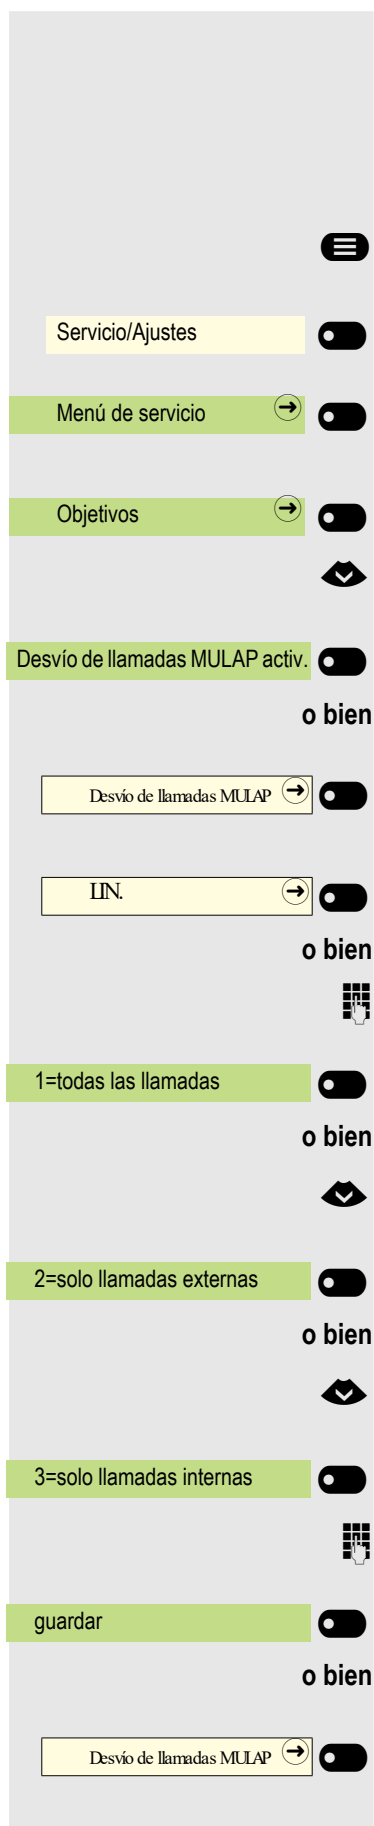 Servicio/Ajustes
Menú de servicio
Objetivos
Desvío de llamadas MULAP activ.
o bien
Desvío de llamadas MULAP
LIN.
o bien
1=todas las llamadas
o bien
2=solo llamadas externas
o bien
3=solo llamadas internas
guardar
o bien
Desvío de llamadas MULAP